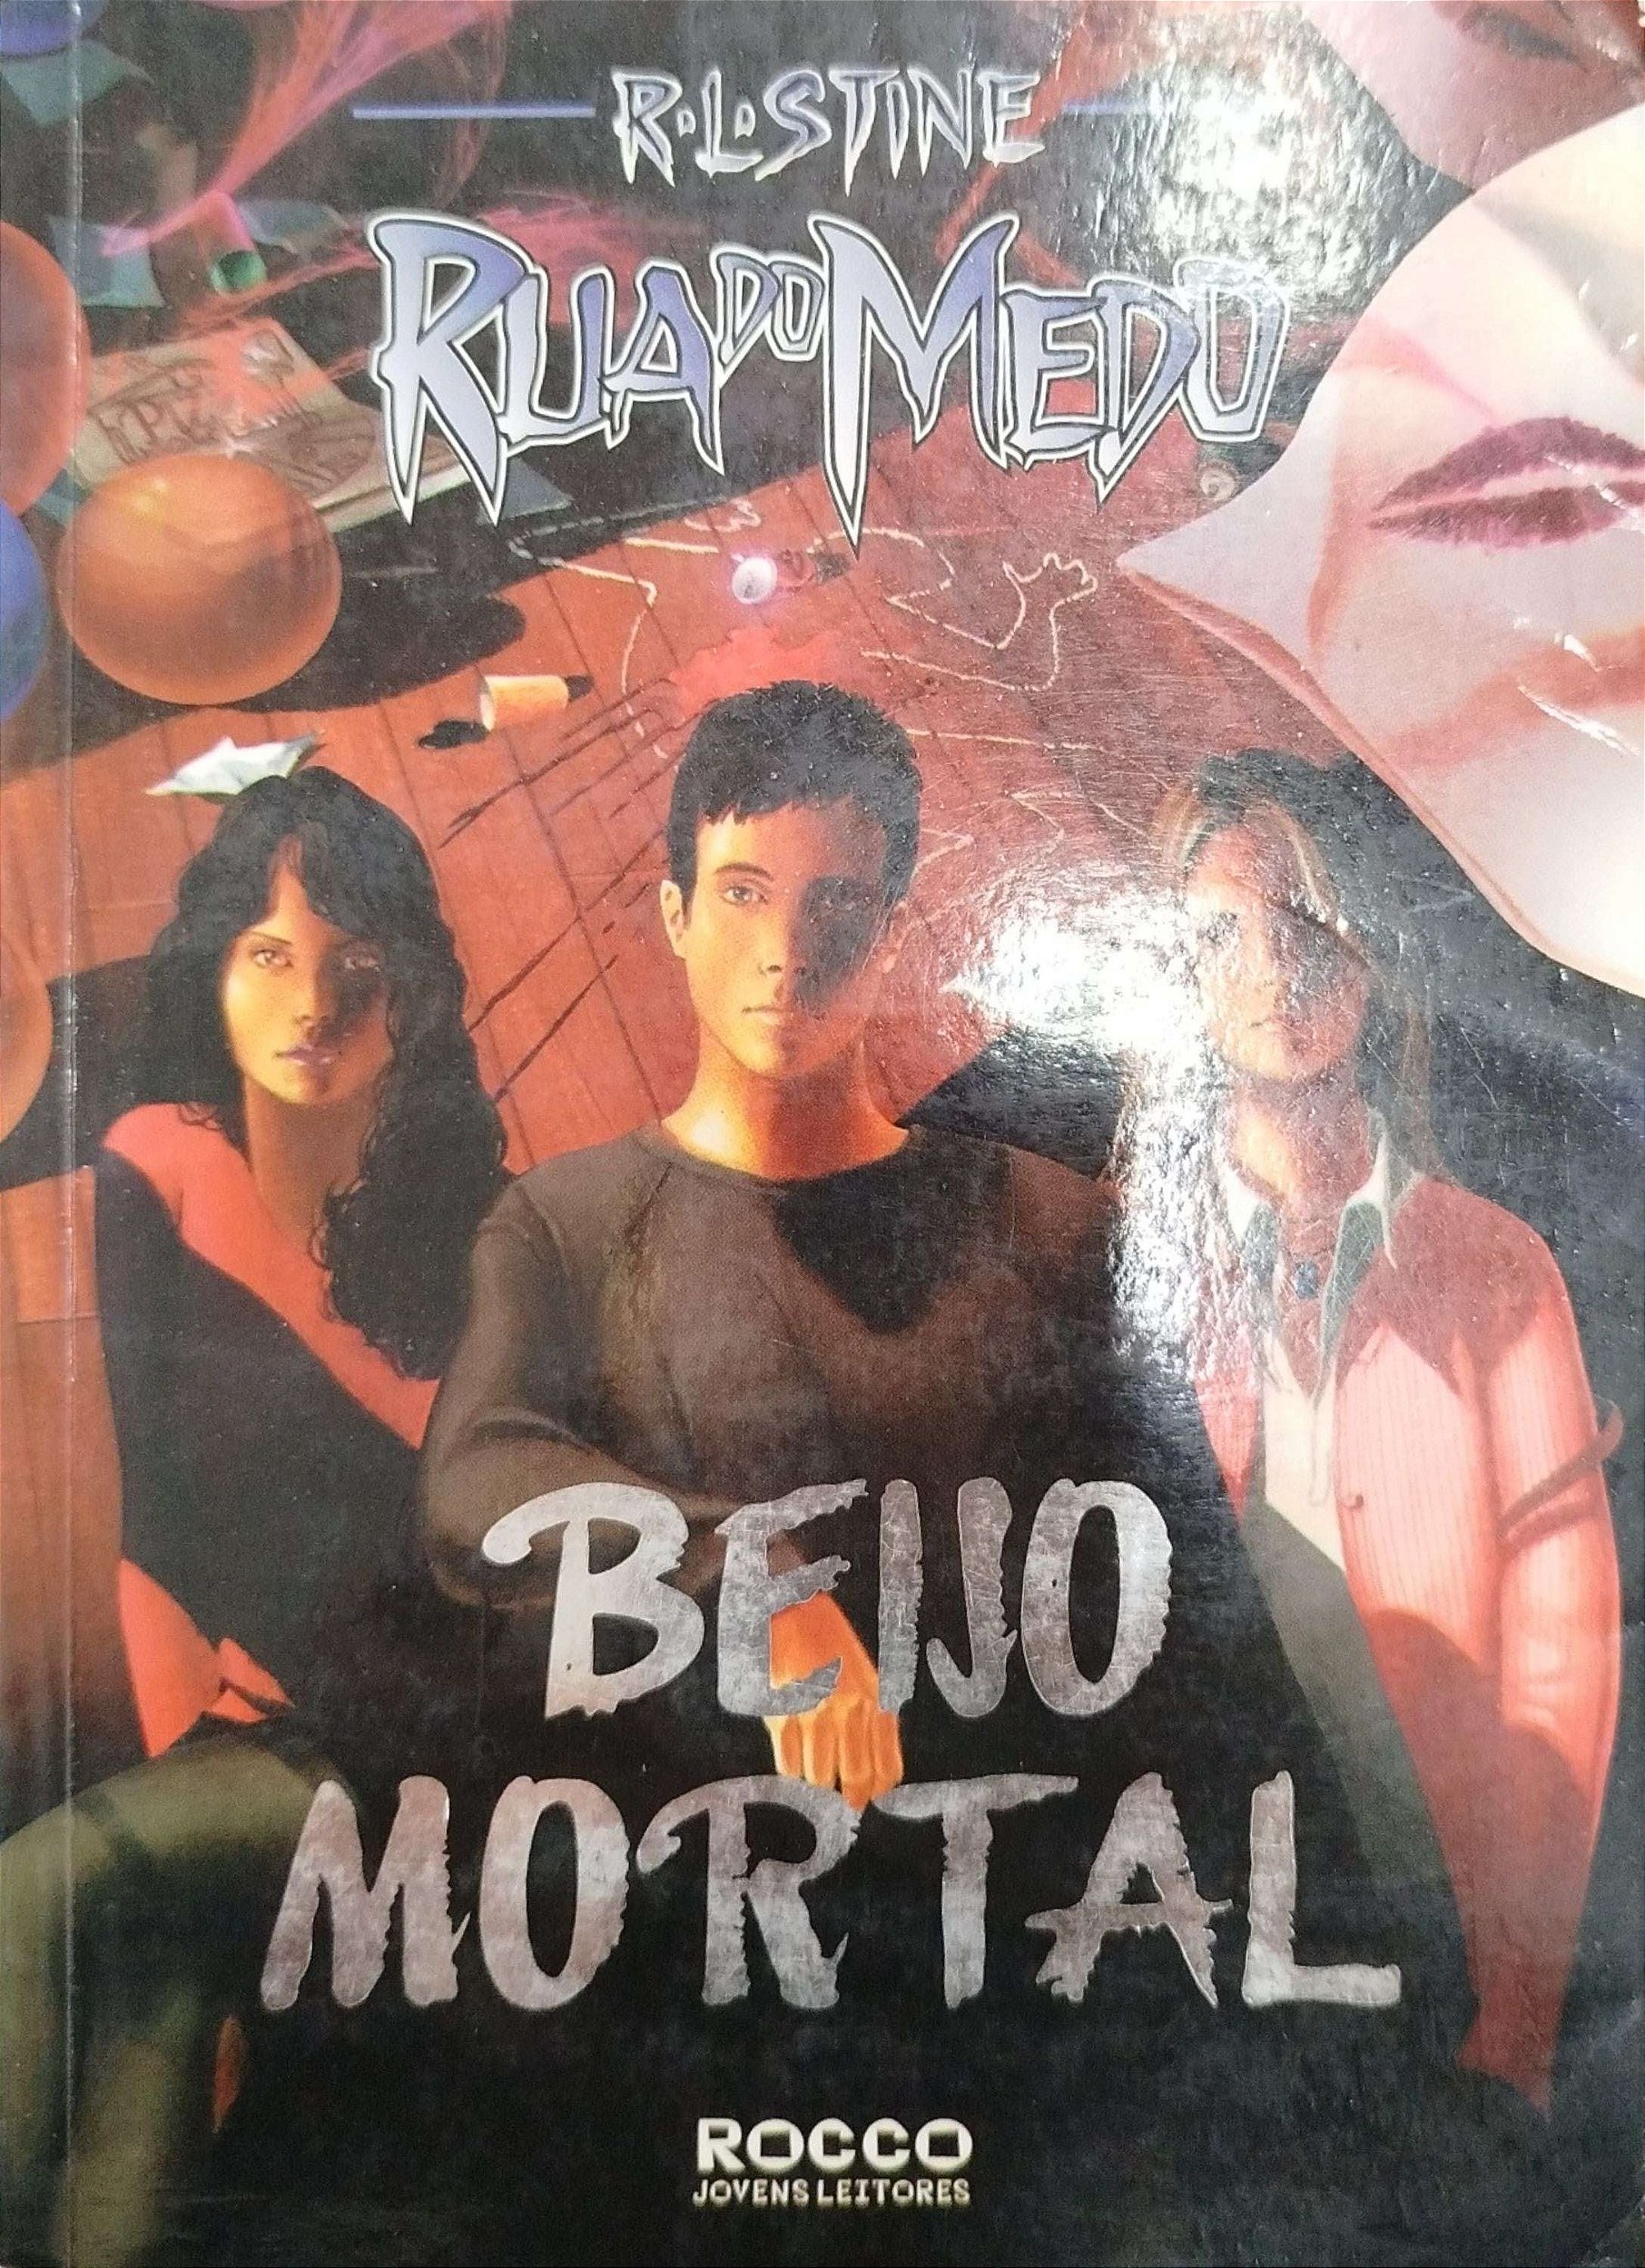 R·L·STINE
RUA DO MEDO
BEIJO
MORTAL
ROCCO
JOVENS LEITORES